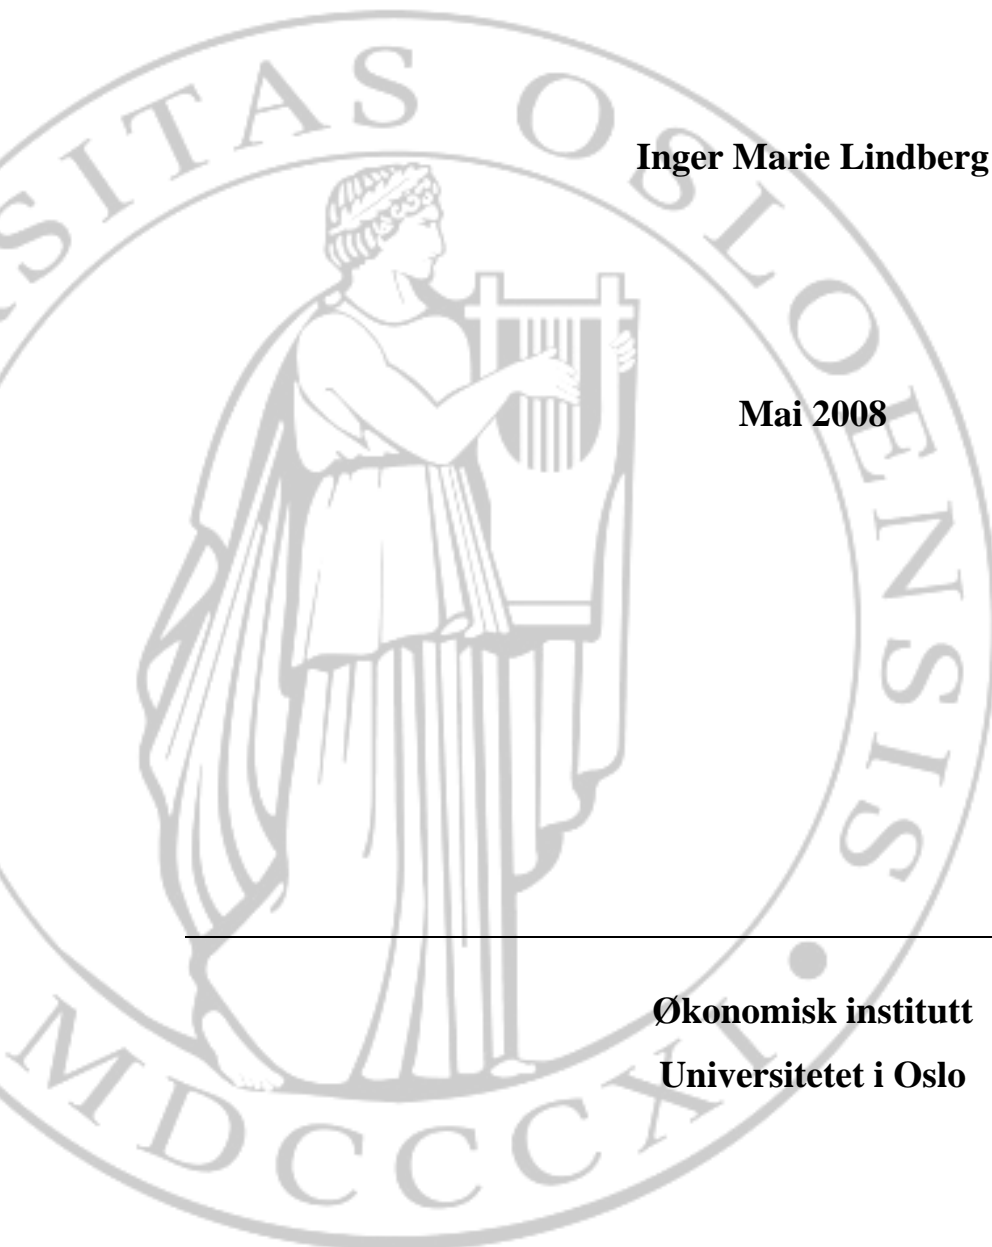 SITAS OSLOENSIS
Inger Marie Lindberg
Mai 2008
Økonomisk institutt
Universitetet i Oslo
MDCCCXI